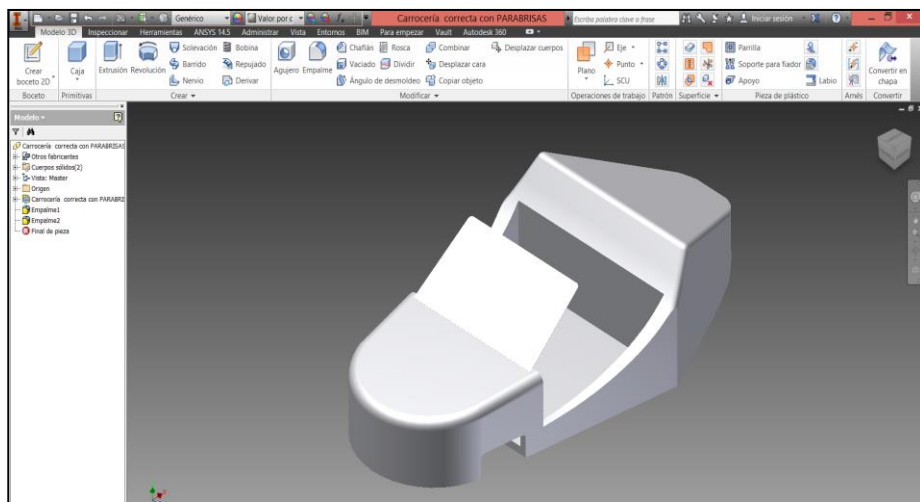 Genérico
Valor por c
Carrocería correcta con PARABRISAS
Escriba palabra clave o frase
Iniciar sesión
Modelo 3D Inspeccionar Herramientas ANSYS 14.5 Administrar Vista Entornos BIM Para empezar Vault Autodesk 360
Crear boceto 2D
Caja
Extrusión Revolución
Solevación Bobina
Barrido Repujado
Nervio Derivar
Agujero Empalme
Chaflán Rosca Combinar Desplazar cuerpos
Vaciado Dividir Desplazar cara
Ángulo de desmoldeo Copiar objeto
Plano
Eje
Punto
SCU
Parrilla
Soporte para fiador
Apoyo Labio
Convertir en chapa
Boceto Primitivas Crear Modificar Operaciones de trabajo Patrón Superficie Pieza de plástico Arnés Convertir
Modelo
Carrocería correcta con PARABRISAS
Otros fabricantes
Cuerpos sólidos(2)
Vista: Master
Origen
Carrocería correcta con PARABRI
Empalme1
Empalme2
Final de pieza